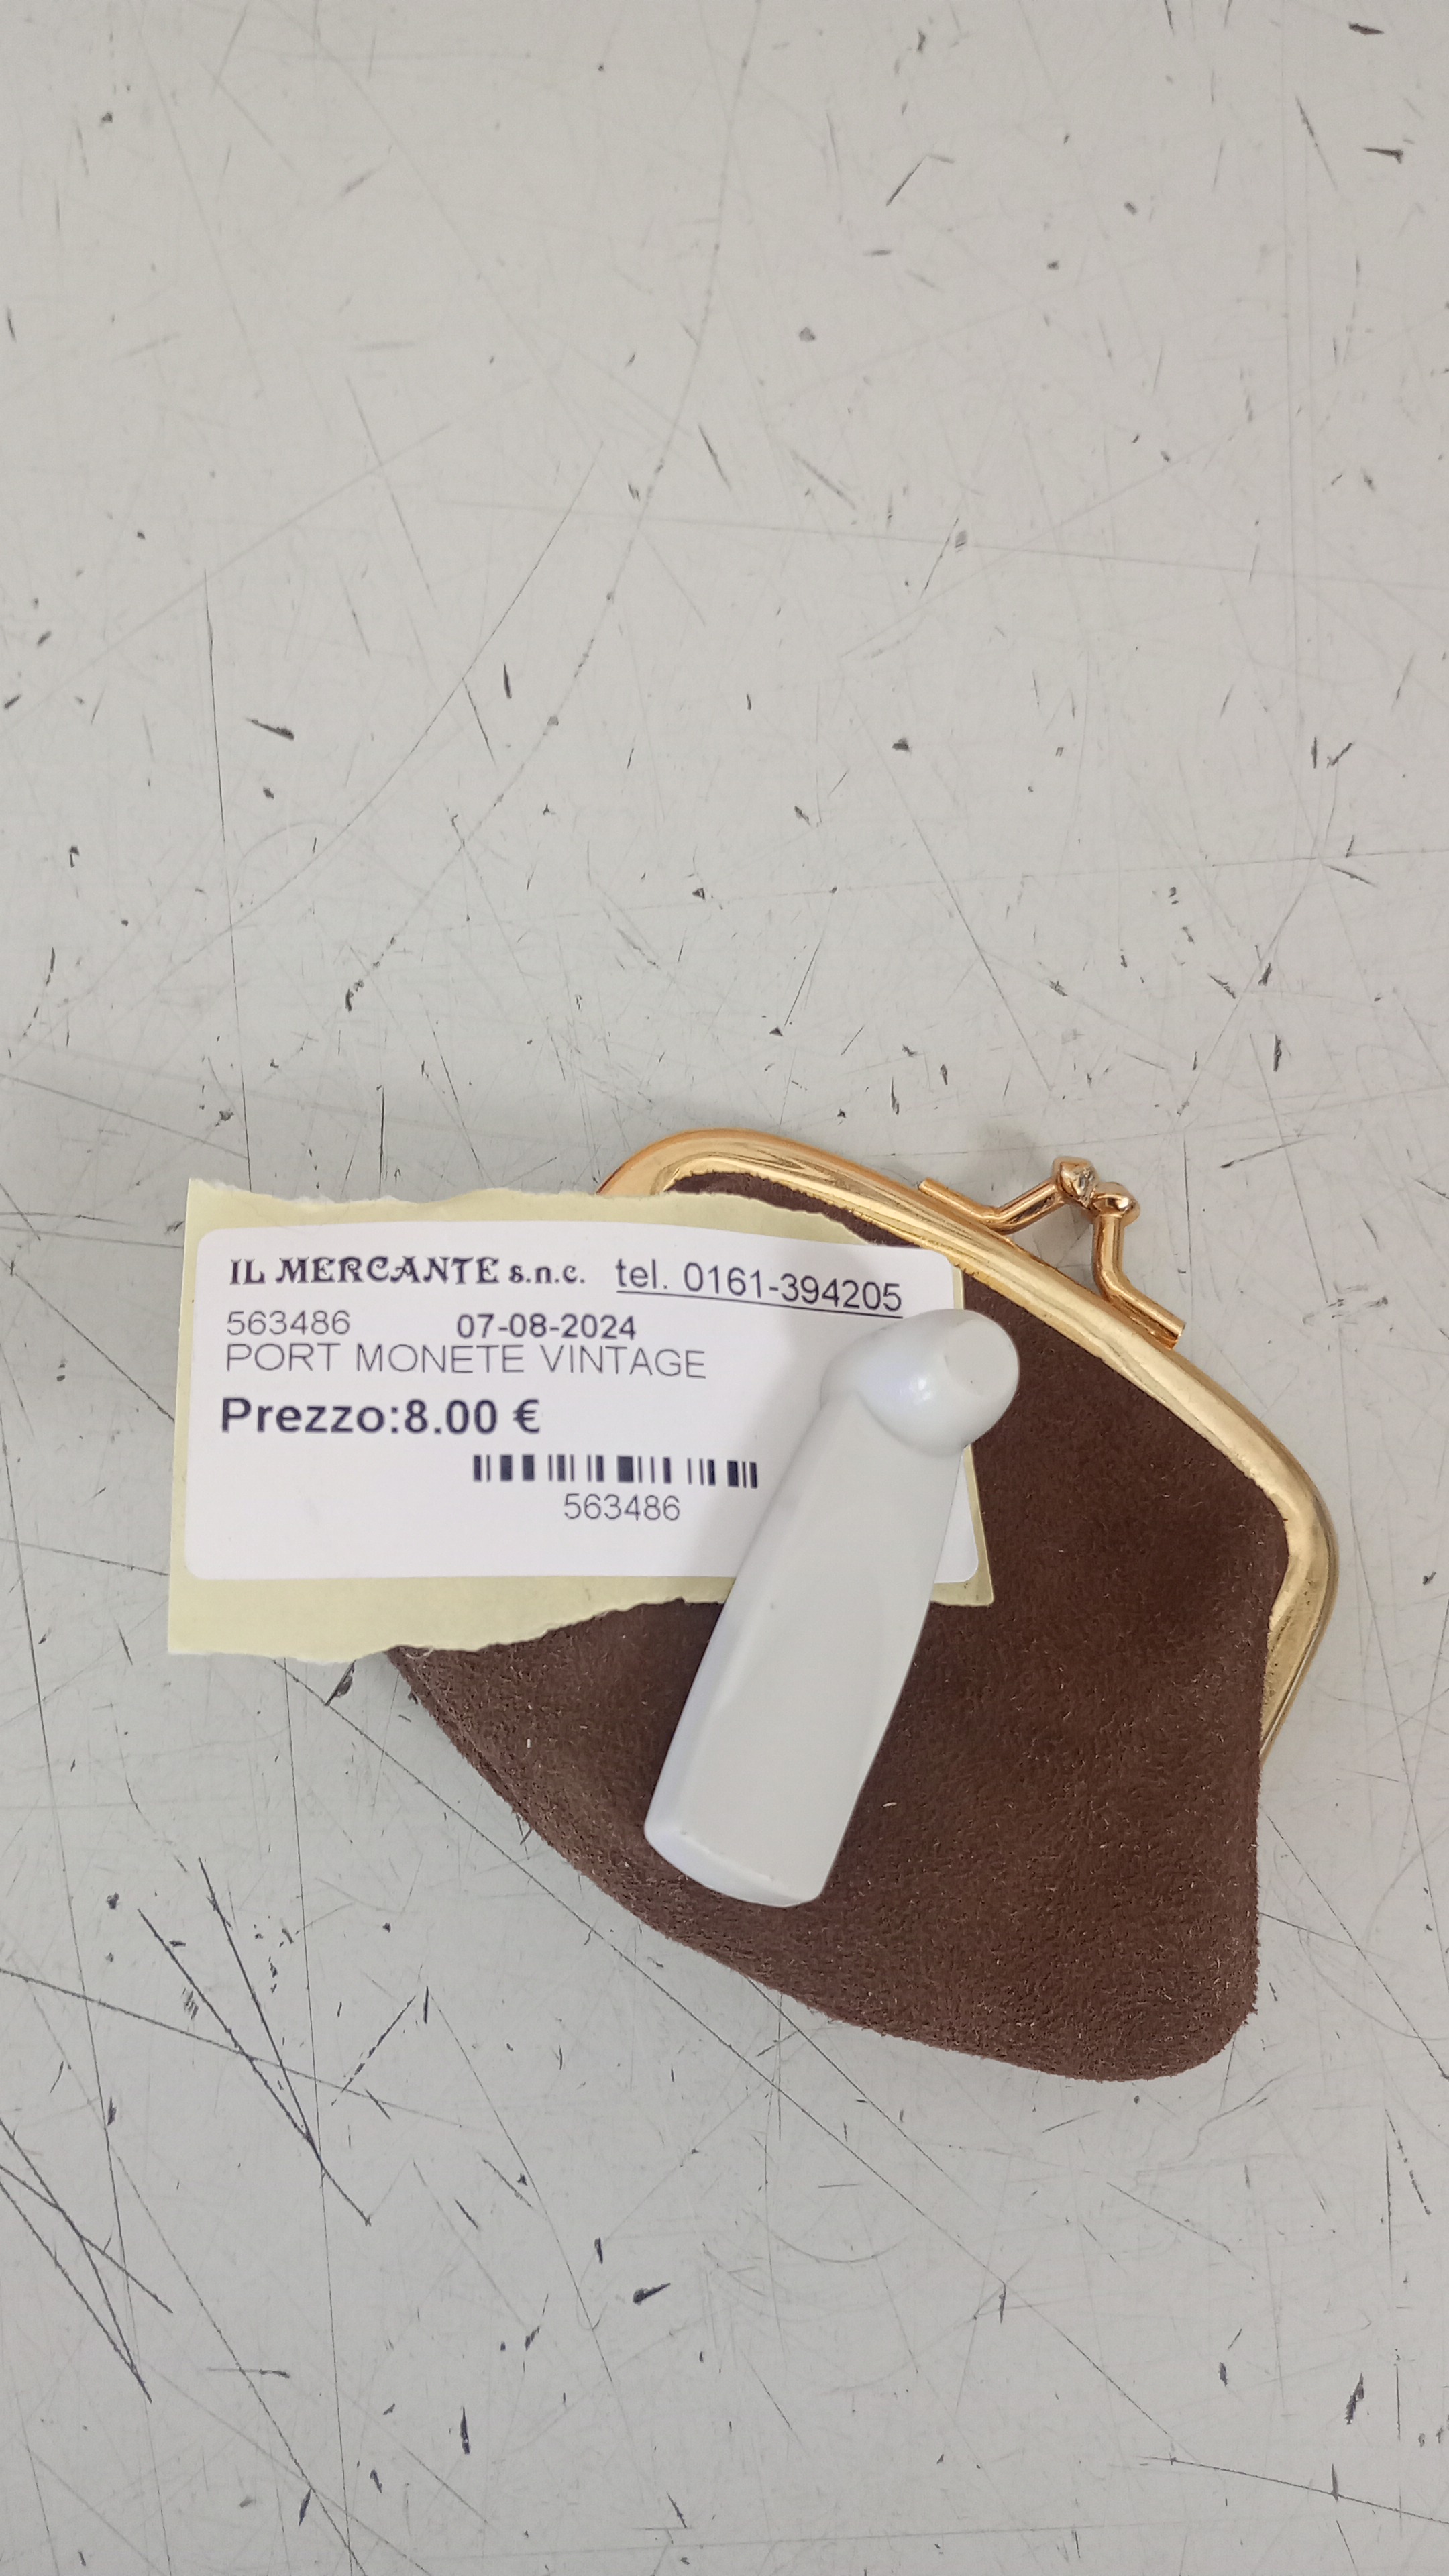 IL MERCANTE s.n.c. tel. 0161-394205
563486 07-08-2024
PORT MONETE VINTAGE
Prezzo:8.00 €
563486